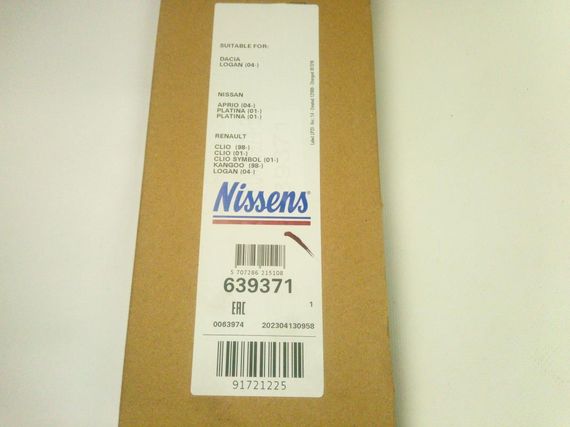 SUITABLE FOR:
DACIA
LOGAN (04-)
NISSAN
APRIO (04-)
PLATINA (01-)
PLATINA (01-)
RENAULT
CLIO (98-)
CLIO (01-)
CLIO SYMBOL (01-)
KANGOO (98-)
LOGAN (04-)
Nissens®
5 707286 215108
639371
EAC 1
0083974 202304130958
91721225